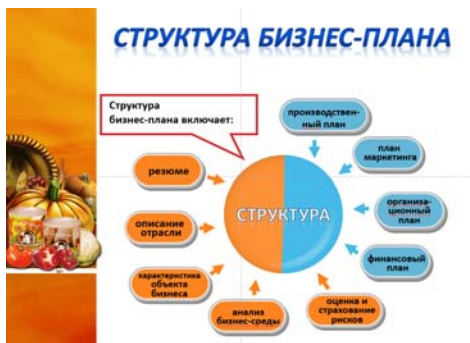 СТРУКТУРА БИЗНЕС-ПЛАНА
Структура
бизнес-плана включает:
резюме
описание
отрасли
характеристика
объекта
бизнеса
анализ
бизнес-среды
оценка и
страхование
рисков
финансовый
план
организа-
ционный
план
план
маркетинга
производствен-
ный план
СТРУКТУРА